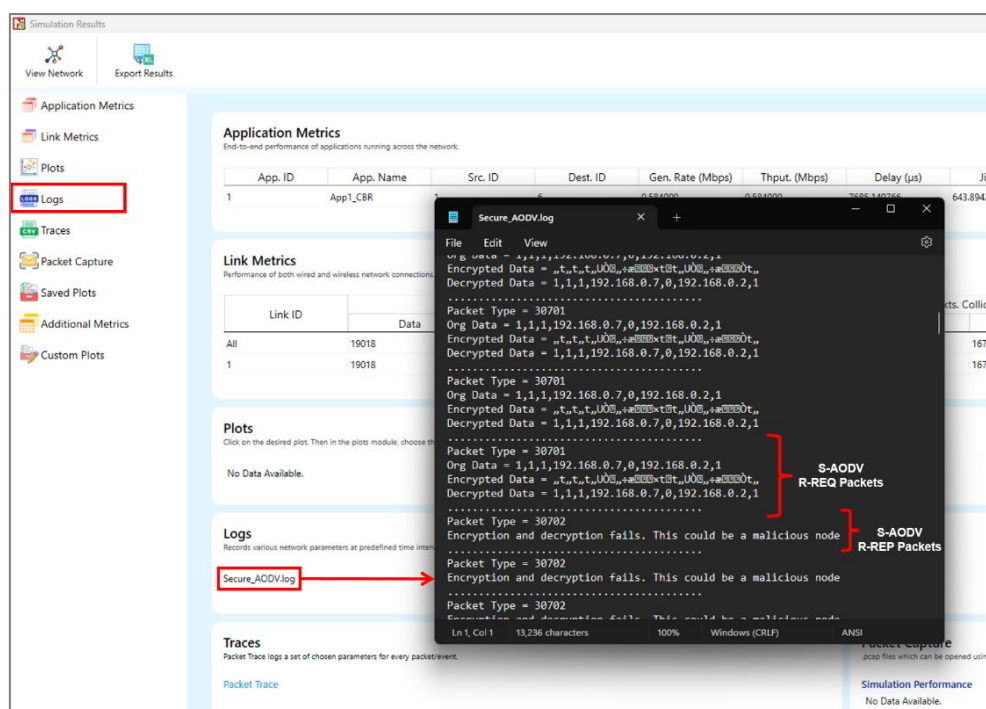 Simulation Results
View Network
Export Results
Application Metrics
Link Metrics
Plots
Logs
Traces
Packet Capture
Saved Plots
Additional Metrics
Custom Plots
Application Metrics
End-to-end performance of applications running across the network.
App. ID App. Name Src. ID Dest. ID Gen. Rate (Mbps) Thput. (Mbps) Delay (µs)
1 App1_CBR 643.8942
Link Metrics
Performance of both wired and wireless network connections.
Link ID
Data
All 19018 167
1 19018 167
Plots
Click on the desired plot. Then in the plots module, choose
No Data Available.
Logs
Records various network parameters at predefined time
Secure_AODV.log
Traces
Packet Trace logs a set of chosen parameters for every packet/event.
Packet Trace
.pcap files which can be opened
Simulation Performance
No Data Available.
Secure_AODV.log
File Edit View
Encrypted Data =
Decrypted Data = 1,1,1,192.168.0.7,0,192.168.0.2,1
........................................
Packet Type = 30701
Org Data = 1,1,1,192.168.0.7,0,192.168.0.2,1
Encrypted Data =
Decrypted Data = 1,1,1,192.168.0.7,0,192.168.0.2,1
........................................
Packet Type = 30701
Org Data = 1,1,1,192.168.0.7,0,192.168.0.2,1
Encrypted Data =
Decrypted Data = 1,1,1,192.168.0.7,0,192.168.0.2,1
........................................
Packet Type = 30701
Org Data = 1,1,1,192.168.0.7,0,192.168.0.2,1
Encrypted Data =
Decrypted Data = 1,1,1,192.168.0.7,0,192.168.0.2,1
........................................
S-AODV
R-REQ Packets
Packet Type = 30702
Encryption and decryption fails. This could be a malicious node
........................................
S-AODV
R-REP Packets
Packet Type = 30702
Encryption and decryption fails. This could be a malicious node
........................................
Packet Type = 30702
Ln 1, Col 1 13,236 characters 100% Windows (CRLF) ANSI